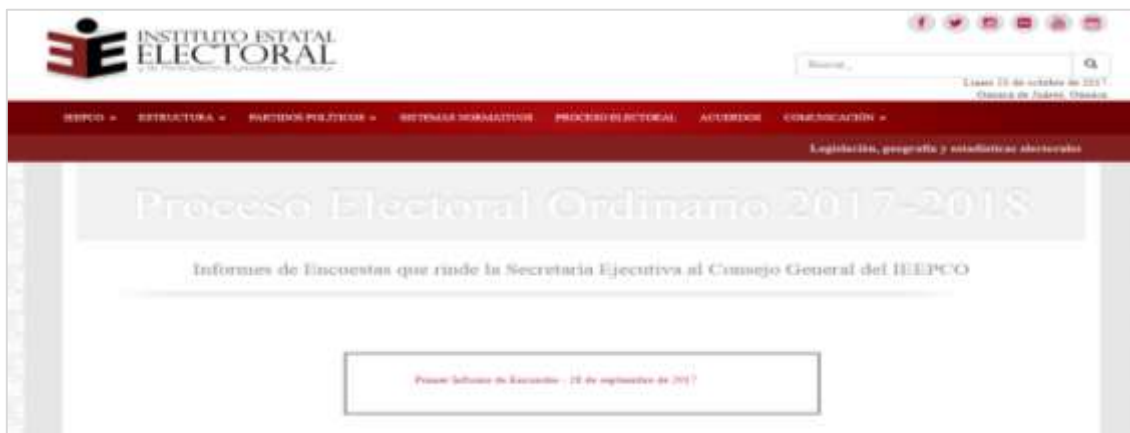 INSTITUTO ESTATAL
ELECTORAL
Buscar...
de octubre de 2017
Oaxaca de Juárez, Oaxaca
IEEPCO
ESTRUCTURA
PARTIDOS POLÍTICOS
SISTEMAS NORMATIVOS
PROCESO ELECTORAL
ACUERDOS
COMUNICACIÓN
Legislación, geografía y estadísticas electorales
Proceso Electoral Ordinario 2017-2018
Informes de Encuestas que rinde la Secretaría Ejecutiva al Consejo General del IEEPCO
Primer Informe de Encuestas - 28 de septiembre de 2017